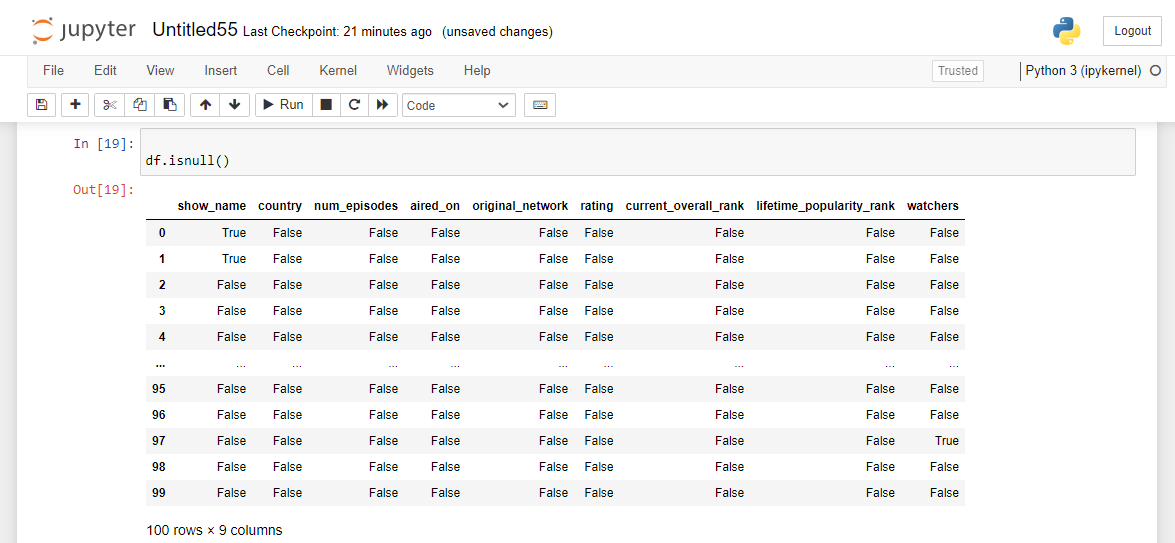 jupyter Untitled55 Last Checkpoint: 21 minutes ago (unsaved changes) Logout
File Edit View Insert Cell Kernel Widgets Help Trusted Python 3 (ipykernel)
Run Code
In [19]:
df.isnull()
Out[19]:
show_name country num_episodes aired_on original_network rating current_overall_rank lifetime_popularity_rank watchers
0 True False False False False False False False False
1 True False False False False False False False False
2 False False False False False False False False False
3 False False False False False False False False False
4 False False False False False False False False False
... ... ... ... ... ... ... ... ... ...
95 False False False False False False False False False
96 False False False False False False False False False
97 False False False False False False False False True
98 False False False False False False False False False
99 False False False False False False False False False
100 rows × 9 columns